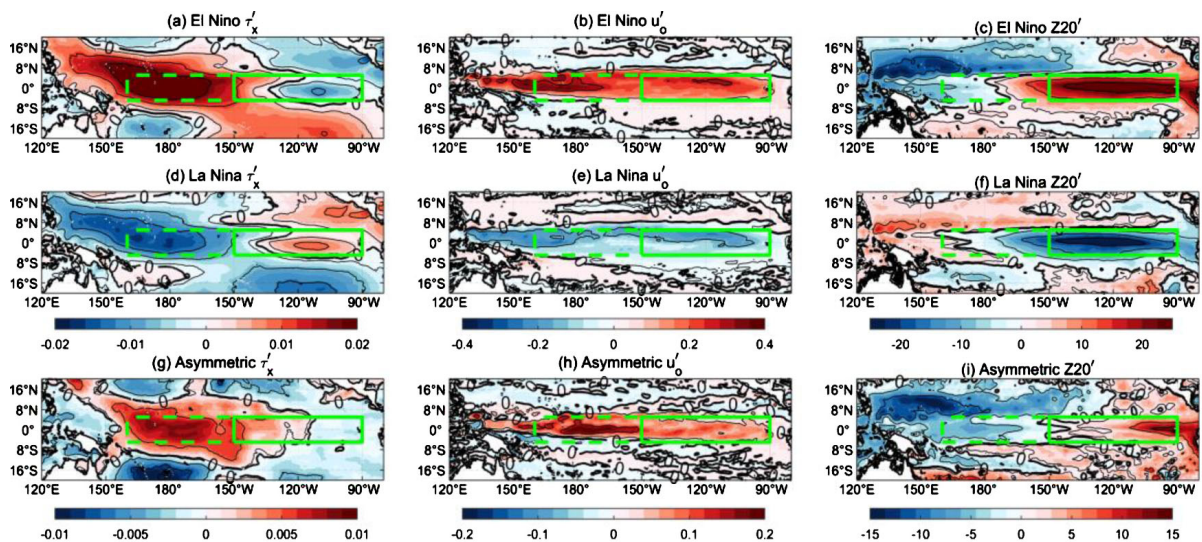 (a) El Nino τ′x
(b) El Nino u′o
(c) El Nino Z20′
16°N
8°N
0°
8°S
16°S
120°E 150°E 180° 150°W 120°W 90°W
16°N
8°N
0°
8°S
16°S
120°E 150°E 180° 150°W 120°W 90°W
16°N
8°N
0°
8°S
16°S
120°E 150°E 180° 150°W 120°W 90°W
(d) La Nina τ′x
(e) La Nina u′o
(f) La Nina Z20′
16°N
8°N
0°
8°S
16°S
120°E 150°E 180° 150°W 120°W 90°W
16°N
8°N
0°
8°S
16°S
120°E 150°E 180° 150°W 120°W 90°W
16°N
8°N
0°
8°S
16°S
120°E 150°E 180° 150°W 120°W 90°W
-0.02 -0.01 0 0.01 0.02
-0.4 -0.2 0 0.2 0.4
-20 -10 0 10 20
(g) Asymmetric τ′x
(h) Asymmetric u′o
(i) Asymmetric Z20′
16°N
8°N
0°
8°S
16°S
120°E 150°E 180° 150°W 120°W 90°W
16°N
8°N
0°
8°S
16°S
120°E 150°E 180° 150°W 120°W 90°W
16°N
8°N
0°
8°S
16°S
120°E 150°E 180° 150°W 120°W 90°W
-0.01 -0.005 0 0.005 0.01
-0.2 -0.1 0 0.1 0.2
-15 -10 -5 0 5 10 15